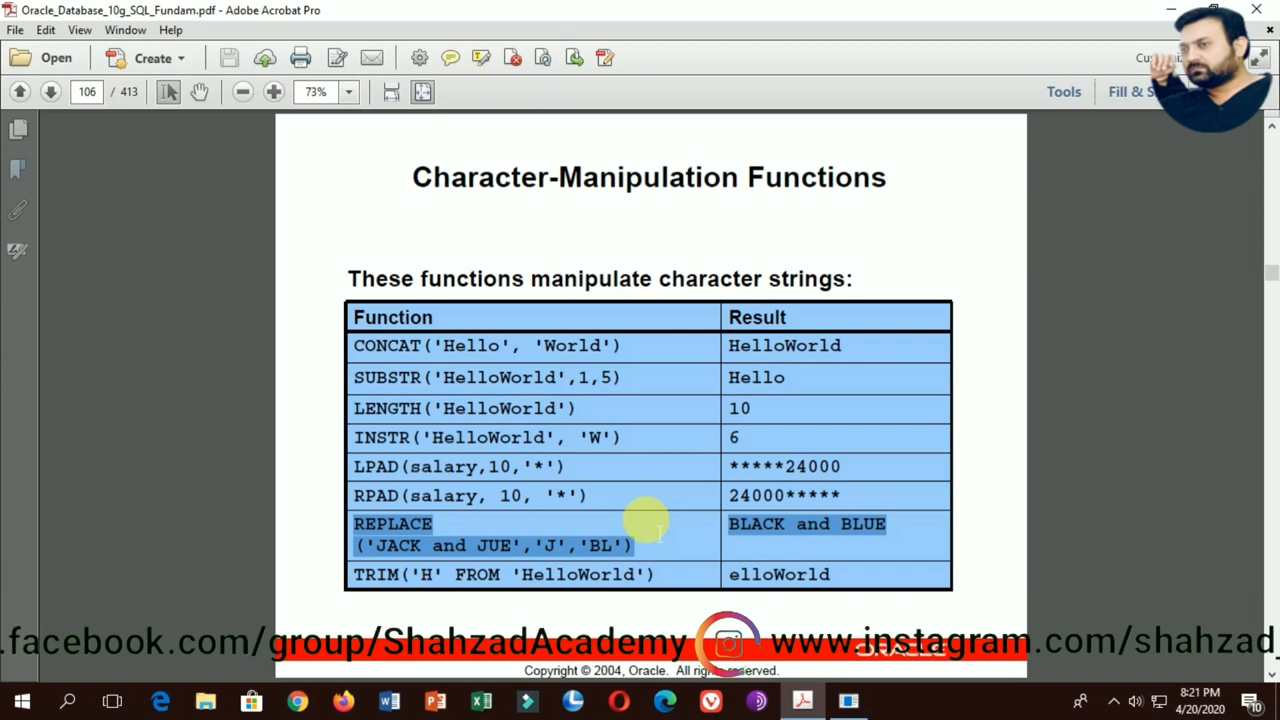 Oracle_Database_10g_SQL_Fundam.pdf - Adobe Acrobat Pro
File Edit View Window Help
Open Create
106 / 413 73% Tools Fill &
Character-Manipulation Functions
These functions manipulate character strings:
Function Result
CONCAT('Hello', 'World') HelloWorld
SUBSTR('HelloWorld',1,5) Hello
LENGTH('HelloWorld') 10
INSTR('HelloWorld', 'W') 6
LPAD(salary,10,'*') *****24000
RPAD(salary, 10, '*') 24000*****
REPLACE BLACK and BLUE
('JACK and JUE','J','BL')
TRIM('H' FROM 'HelloWorld') elloWorld
.facebook.com/group/ShahzadAcademy www.instagram.com/shahzad_
ORACLE
Copyright © 2004, Oracle. All rights reserved.
8:21 PM
4/20/2020
10